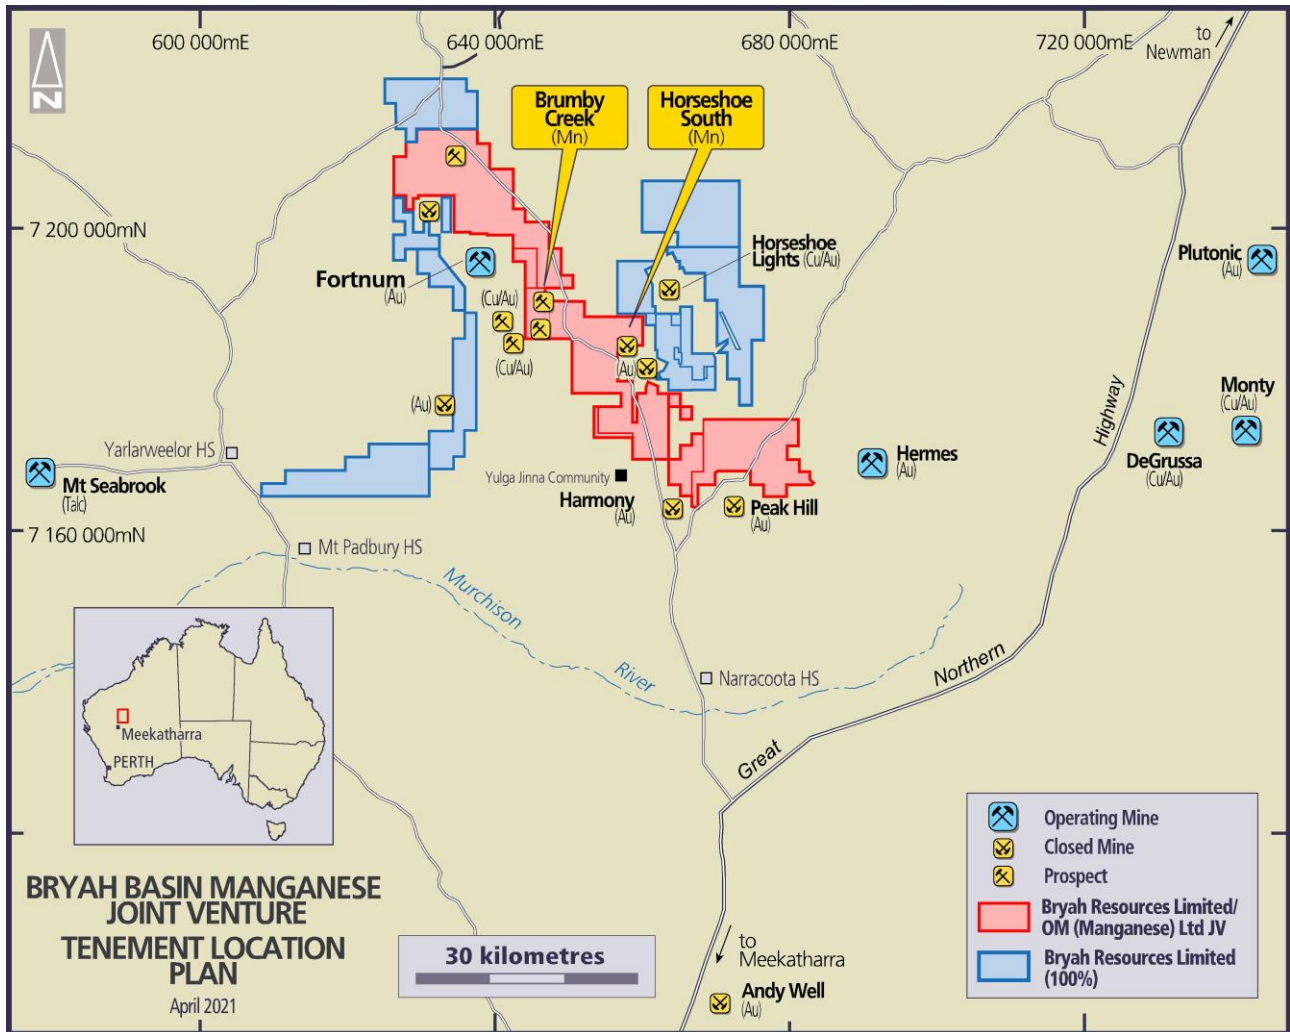 600 000mE
640 000mE
680 000mE
720 000mE
to
Newman
N
Brumby
Creek
(Mn)
Horseshoe
South
(Mn)
7 200 000mN
Horseshoe
Lights (Cu/Au)
Plutonic
(Au)
Fortnum
(Au)
(Cu/Au)
(Cu/Au)
(Au)
(Au)
Highway
Monty
(Cu/Au)
Yarlarweelor HS
Mt Seabrook
(Talc)
Yulga Jinna Community
Harmony
(Au)
Hermes
(Au)
DeGrussa
(Cu/Au)
Peak Hill
(Au)
7 160 000mN
Mt Padbury HS
Murchison
River
Narracoota HS
Northern
Great
Meekatharra
PERTH
BRYAH BASIN MANGANESE
JOINT VENTURE
TENEMENT LOCATION
PLAN
April 2021
30 kilometres
to
Meekatharra
Andy Well
(Au)
Operating Mine
Closed Mine
Prospect
Bryah Resources Limited/
OM (Manganese) Ltd JV
Bryah Resources Limited
(100%)